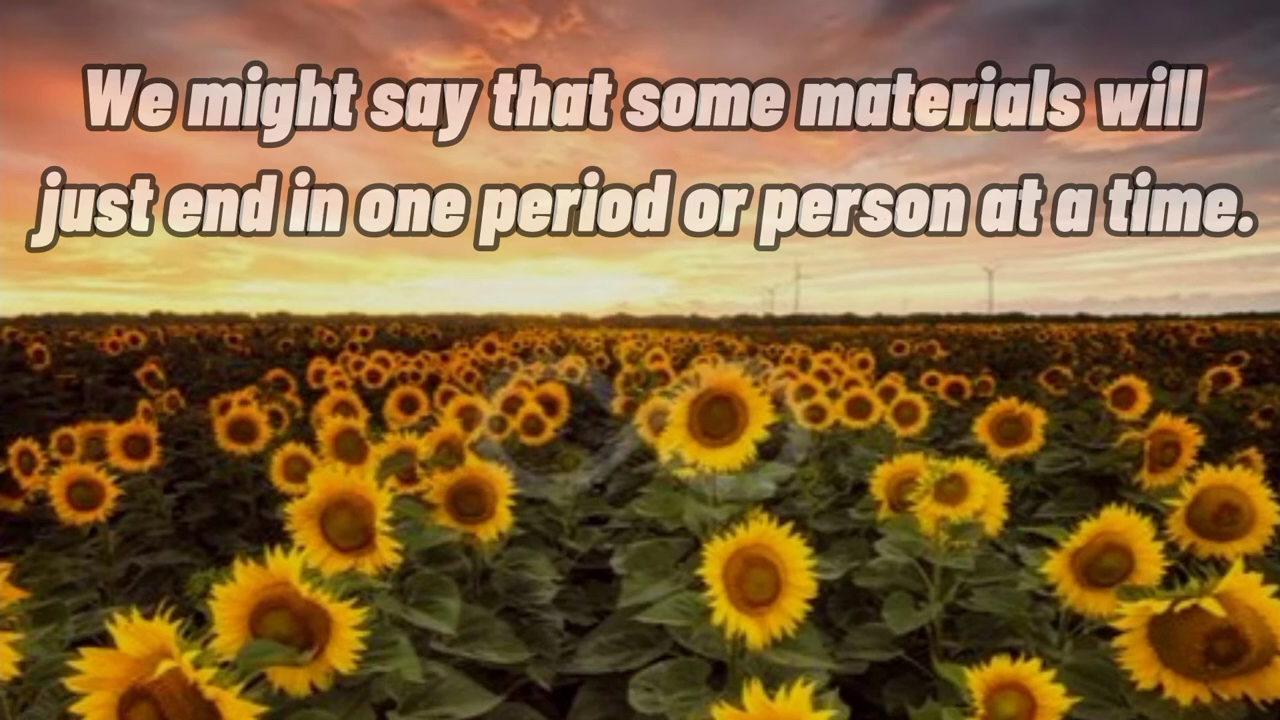 We might say that some materials will
just end in one period or person at a time.